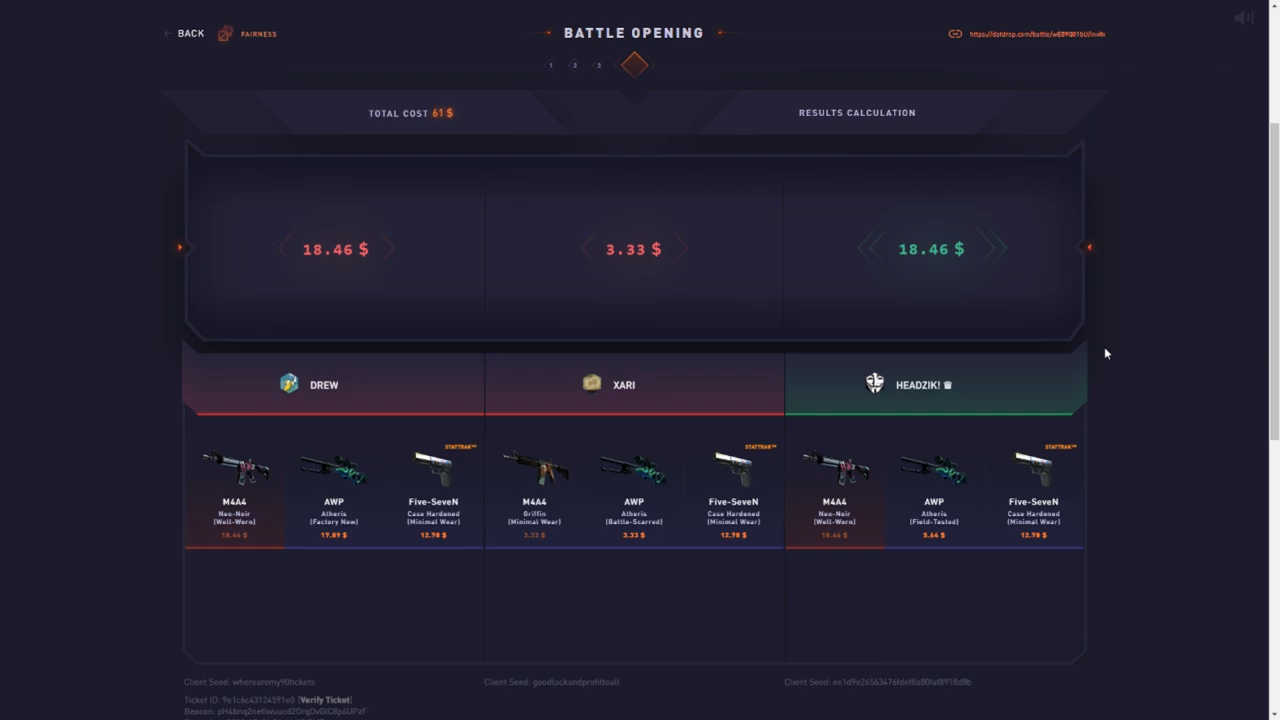 ← BACK FAIRNESS
BATTLE OPENING
1 2 3
TOTAL COST 61 $
RESULTS CALCULATION
18.46 $ 3.33 $ 18.46 $
DREW XARI HEADZIK!
STATTRAK™ STATTRAK™ STATTRAK™
M4A4 AWP Five-SeveN M4A4 AWP Five-SeveN M4A4 AWP Five-SeveN
Neo-Noir Atheris Case Hardened Griffin Atheris Case Hardened Neo-Noir Atheris Case Hardened
(Well-Worn) (Factory New) (Minimal Wear) (Minimal Wear) (Battle-Scarred) (Minimal Wear) (Well-Worn) (Field-Tested) (Minimal Wear)
18.46 $ 17.89 $ 12.78 $ 3.33 $ 3.33 $ 12.78 $ 18.46 $ 5.64 $ 12.78 $
Client Seed: wherearemy90tickets Client Seed: goodluckandprofittoall Client Seed:
Ticket ID: 9e1c6c43124591e0 [Verify Ticket]
Beacon: